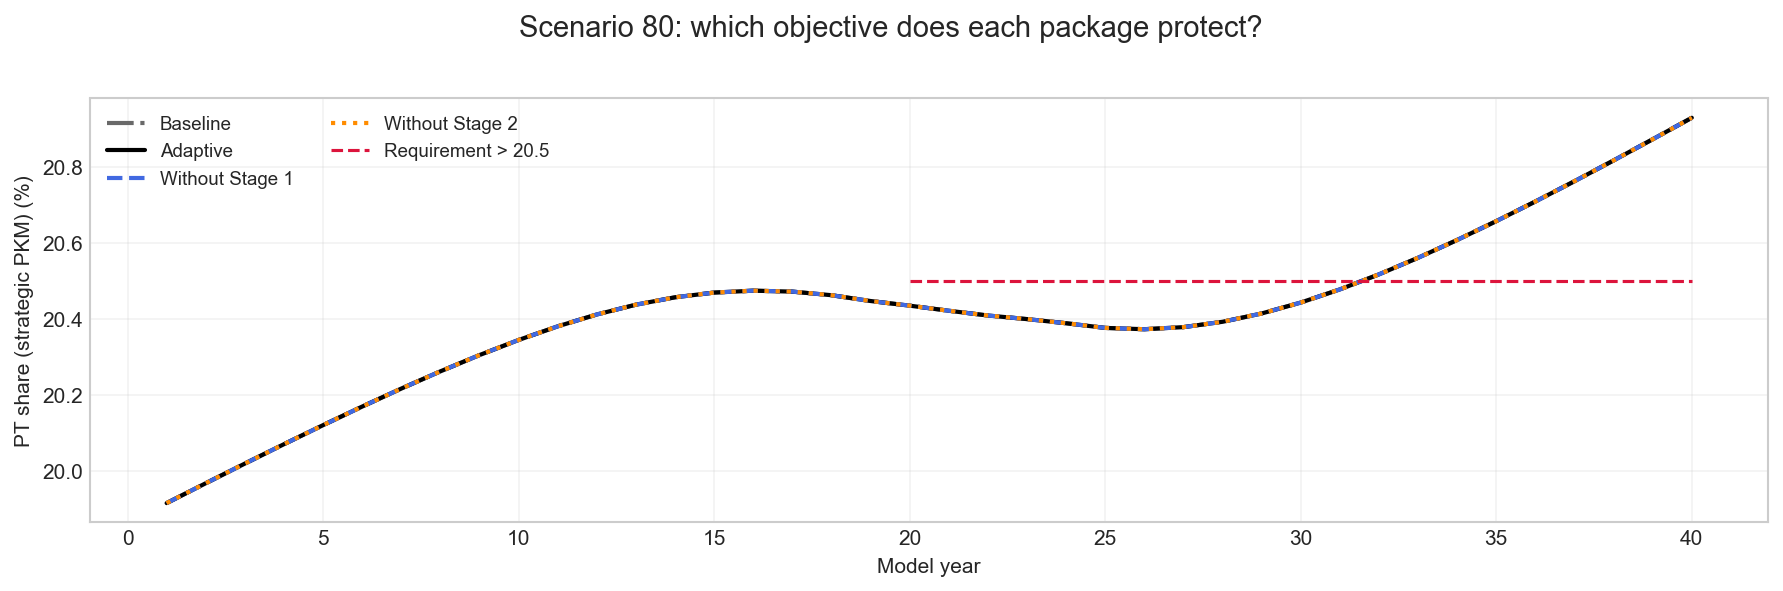 Scenario 80: which objective does each package protect?
Baseline
Adaptive
Without Stage 1
Without Stage 2
Requirement > 20.5
PT share (strategic PKM) (%)
20.8
20.6
20.4
20.2
20.0
0 5 10 15 20 25 30 35 40
Model year